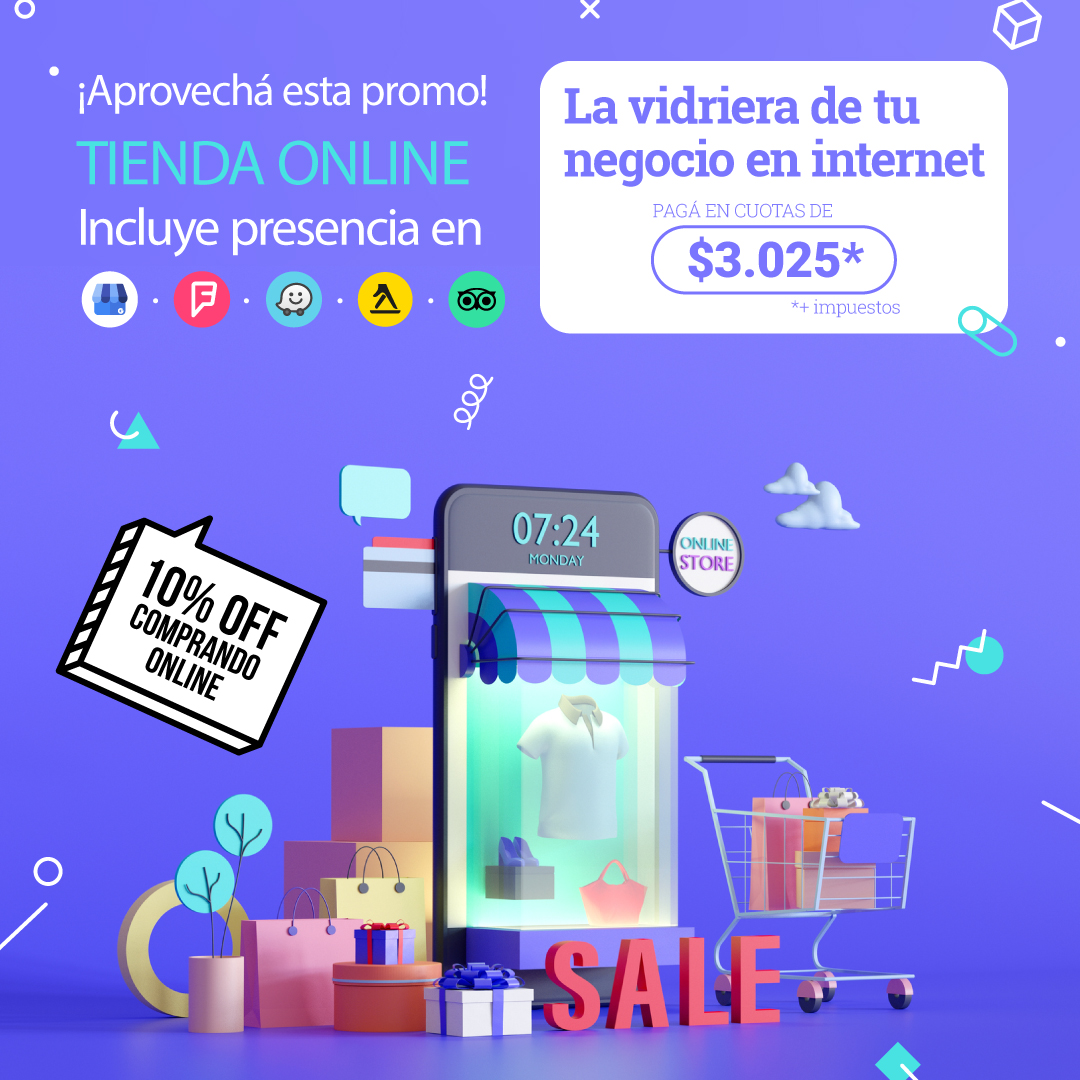 ¡Aprovechá esta promo!
TIENDA ONLINE
Incluye presencia en
La vidriera de tu
negocio en internet
PAGÁ EN CUOTAS DE
$3.025*
*+ impuestos
07:24
MONDAY
ONLINE
STORE
10% OFF
COMPRANDO
ONLINE
SALE